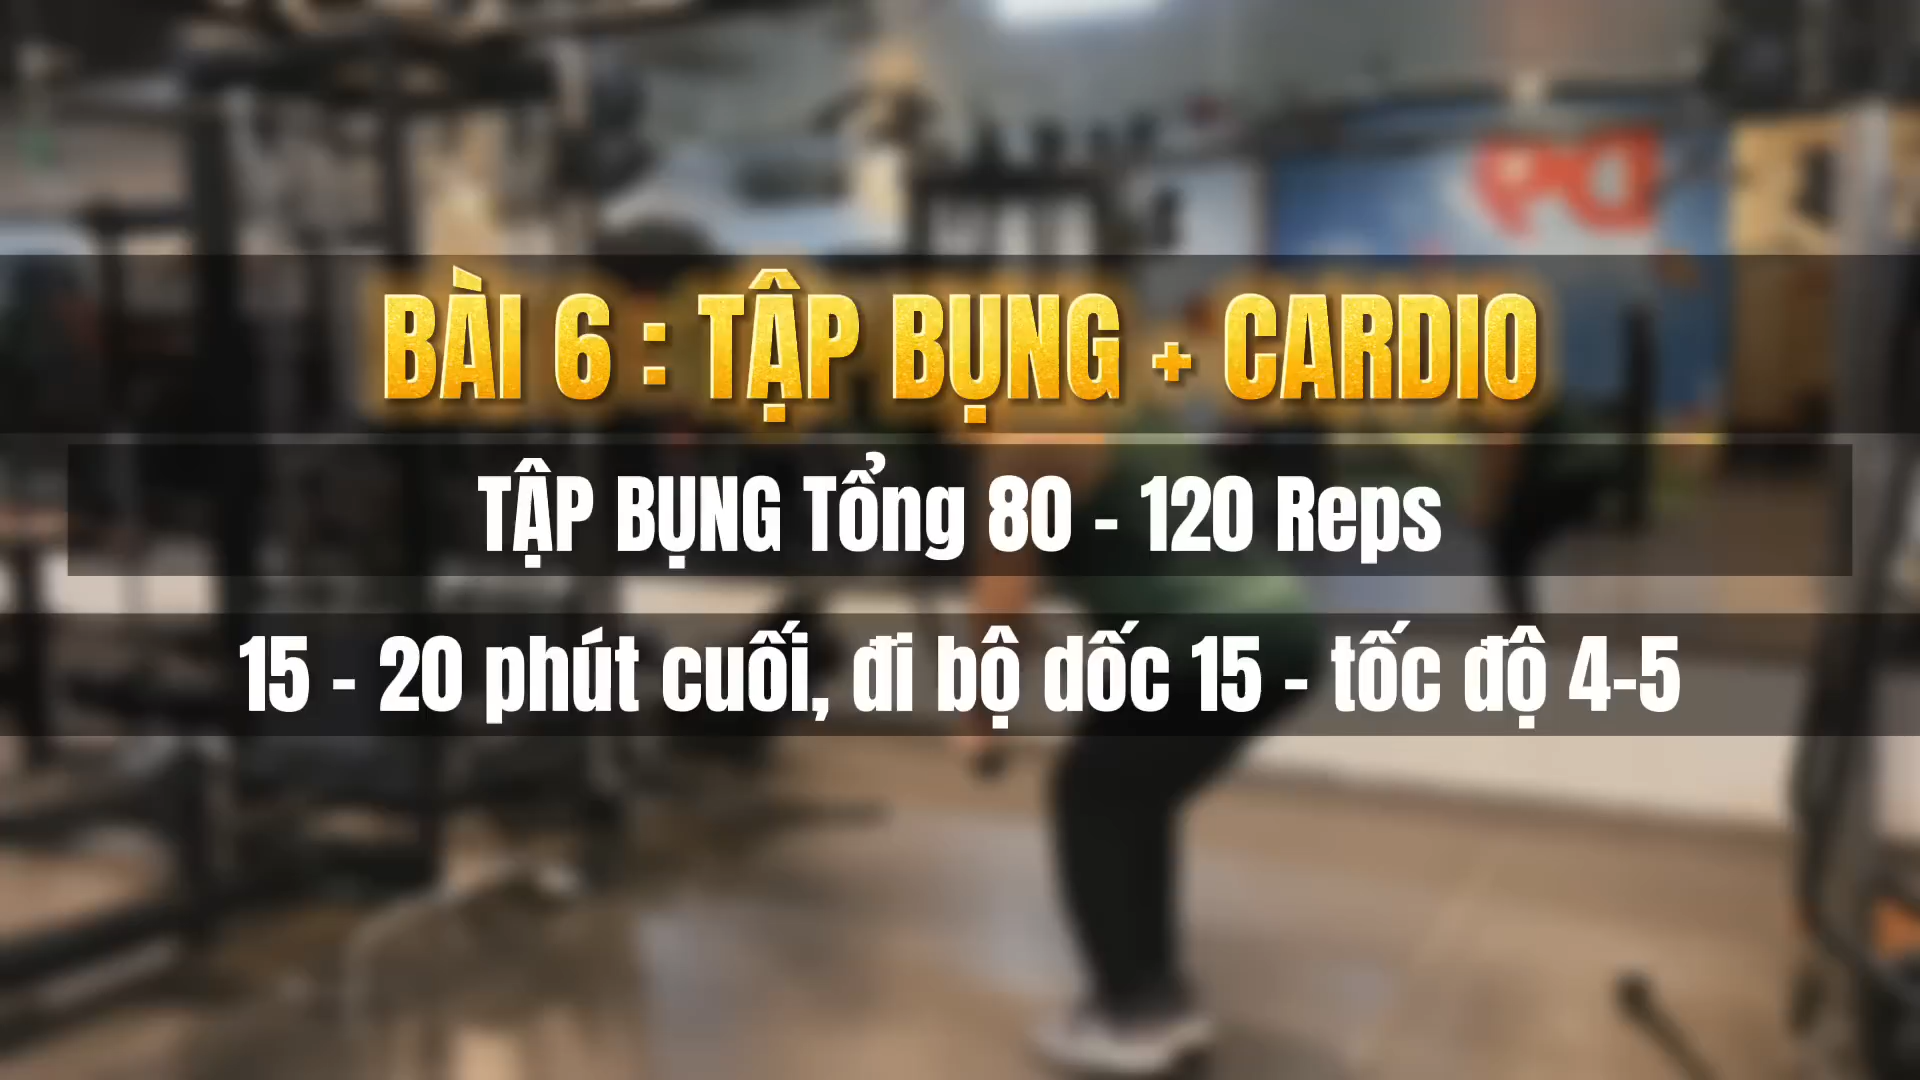 BÀI 6 : TẬP BỤNG + CARDIO
TẬP BỤNG Tổng 80 - 120 Reps
15 - 20 phút cuối, đi bộ dốc 15 - tốc độ 4-5